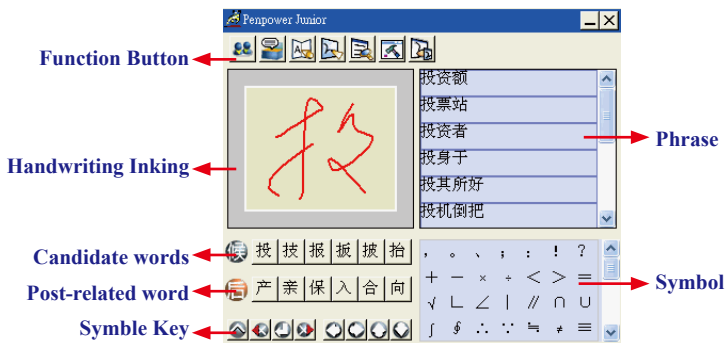 Penpower Junior
Function Button
Handwriting Inking
投
投资额
投票站
投资者
投身于
投其所好
投机倒把
Phrase
Candidate words
候 投 技 报 扳 披 抬
Post-related word
后 产 亲 保 入 合 向
Symble Key
， 。 、 ； ： ！ ？
＋ － × ÷ ＜ ＞ ＝
√ ∟ ∠ ∣ ∥ ∩ ∪
∫ ∮ ∴ ∵ ≒ ≠ ≡
Symbol